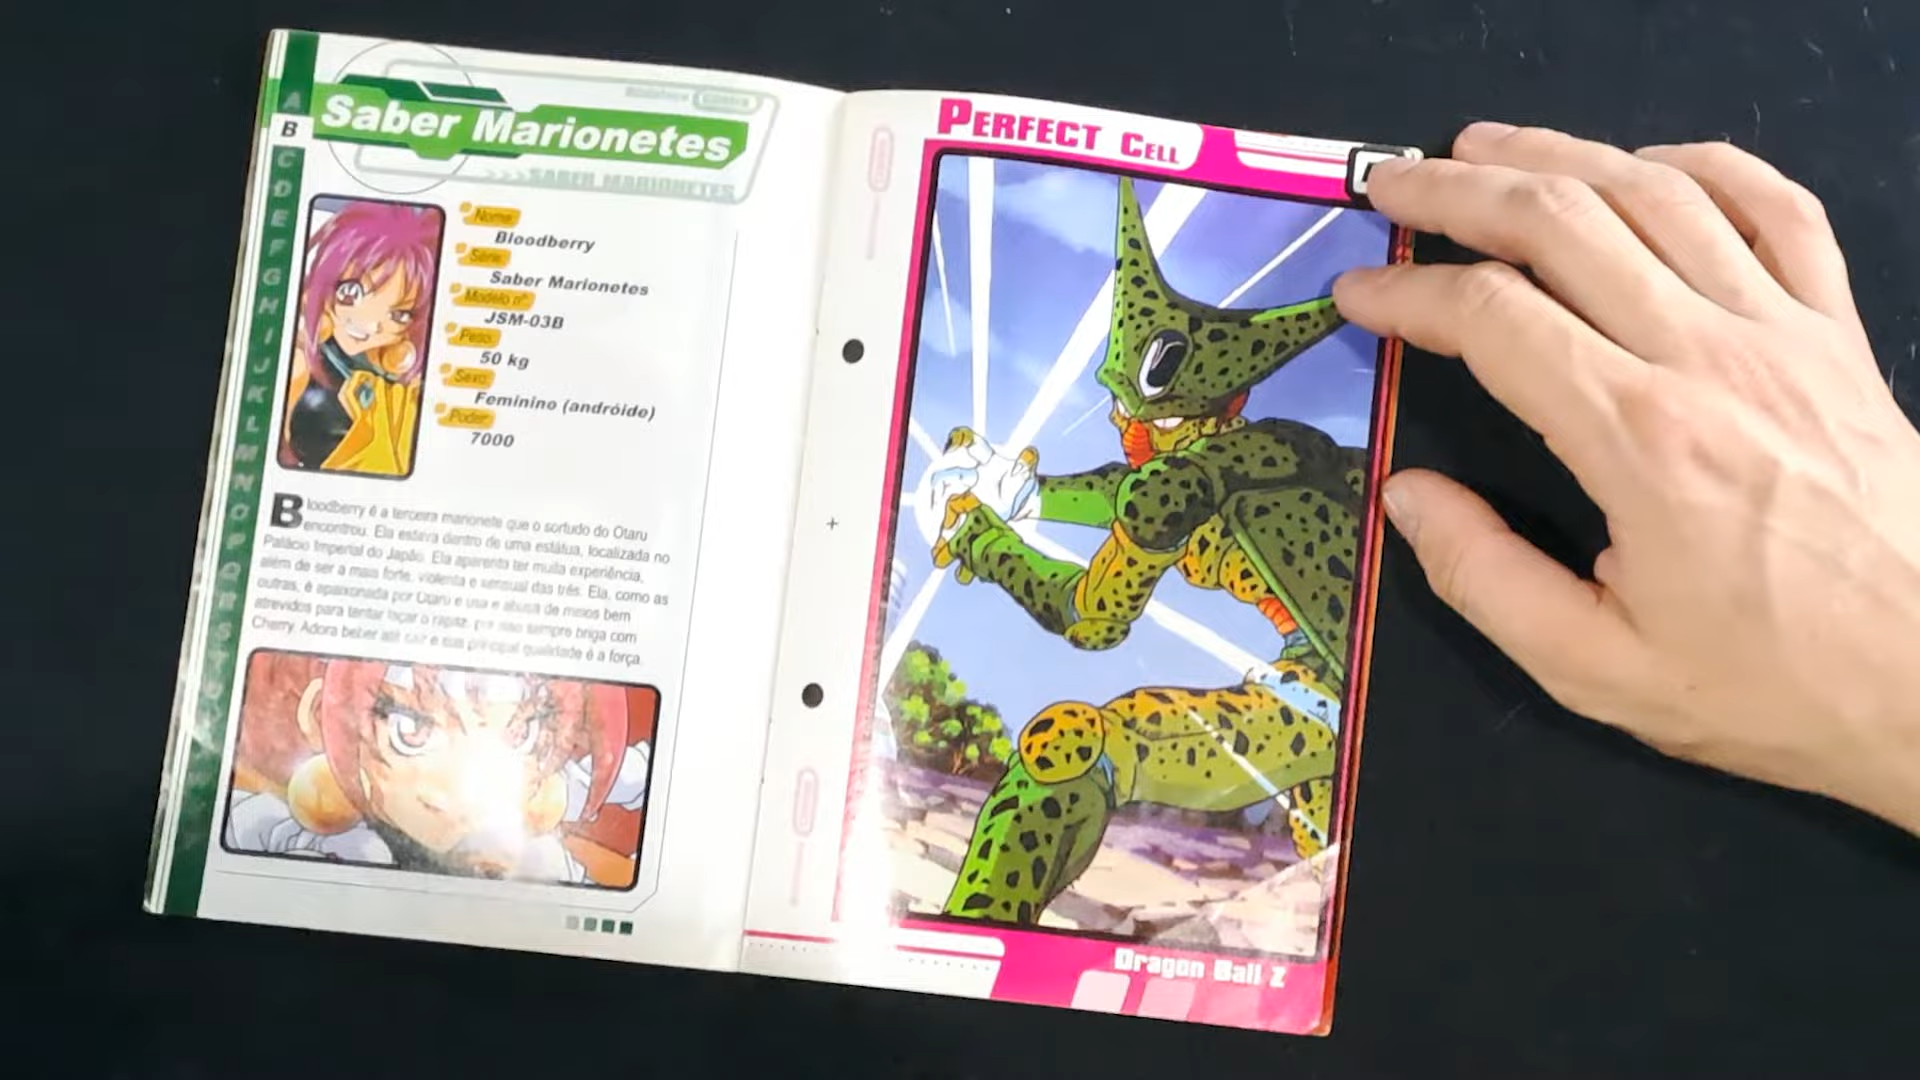 Saber Marionetes
SABER MARIONETES
A
B
C
D
E
F
G
H
I
J
K
L
M
N
O
P
Q
R
S
T
Nome:
Bloodberry
Série:
Saber Marionetes
Modelo nº
JSM-03B
Peso:
50 kg
Sexo:
Feminino (andróide)
Poder:
7000
Bloodberry é a terceira marionete que o sortudo do Otaru
encontrou. Ela estava dentro de uma estátua, localizada no
Palácio Imperial do Japão. Ela aparenta ter muita experiência,
além de ser a mais forte, violenta e sensual das três. Ela, como as
outras, é apaixonada por Otaru e usa e abusa de meios bem
atrevidos para tentar laçar o rapaz, por isso sempre briga com
Cherry. Adora beber até cair e sua principal qualidade é a força.
PERFECT CELL
Dragon Ball Z